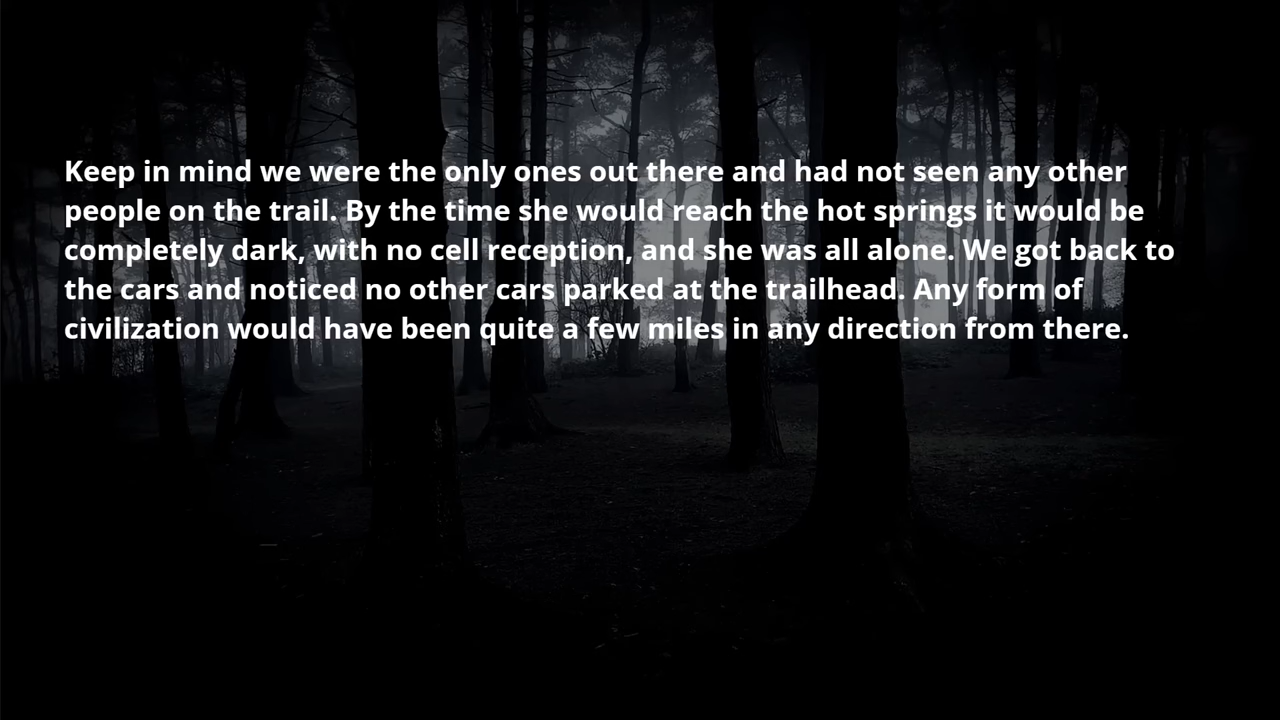 Keep in mind we were the only ones out there and had not seen any other
people on the trail. By the time she would reach the hot springs it would be
completely dark, with no cell reception, and she was all alone. We got back to
the cars and noticed no other cars parked at the trailhead. Any form of
civilization would have been quite a few miles in any direction from there.